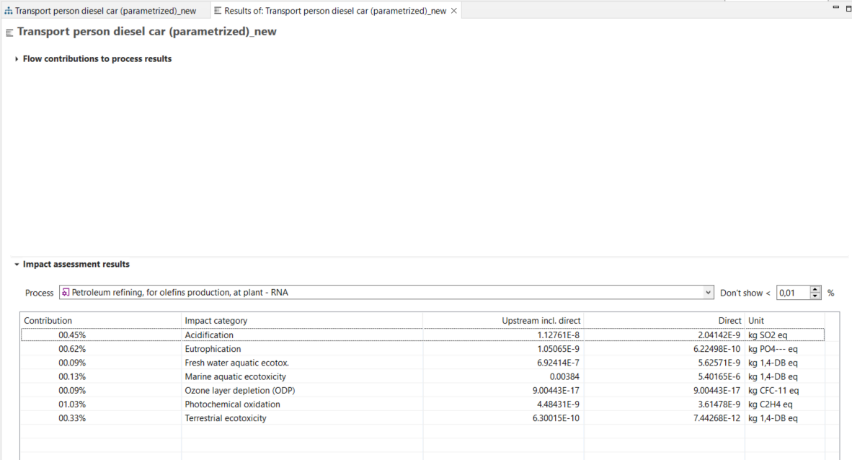 Transport person diesel car (parametrized)_new Results of: Transport person diesel car (parametrized)_new
Transport person diesel car (parametrized)_new
Flow contributions to process results
Impact assessment results
Process Petroleum refining, for olefins production, at plant - RNA Don't show < 0,01 %
Contribution Impact category Upstream incl. direct Direct Unit
00.45% Acidification 1.12761E-8 2.04142E-9 kg SO2 eq
00.62% Eutrophication 1.05065E-9 6.22498E-10 kg PO4--- eq
00.09% Fresh water aquatic ecotox. 6.92414E-7 5.62571E-9 kg 1,4-DB eq
00.13% Marine aquatic ecotoxicity 0.00384 5.40165E-6 kg 1,4-DB eq
00.09% Ozone layer depletion (ODP) 9.00443E-17 9.00443E-17 kg CFC-11 eq
01.03% Photochemical oxidation 4.48431E-9 3.61478E-9 kg C2H4 eq
00.33% Terrestrial ecotoxicity 6.30015E-10 7.44268E-12 kg 1,4-DB eq